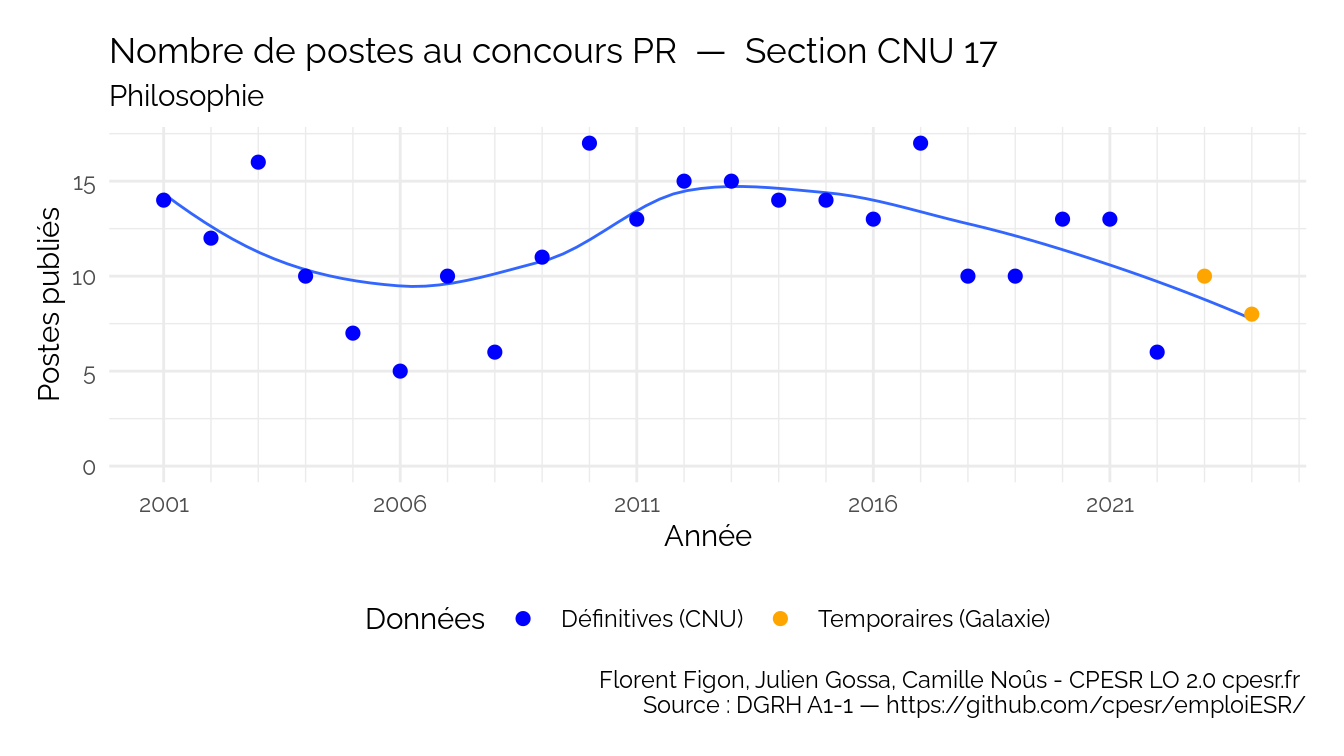 Nombre de postes au concours PR — Section CNU 17
Philosophie
Postes publiés
15
10
5
0
2001 2006 2011 2016 2021
Année
Données Définitives (CNU) Temporaires (Galaxie)
Florent Figon, Julien Gossa, Camille Noûs - CPESR LO 2.0 cpesr.fr
Source : DGRH A1-1 — https://github.com/cpesr/emploiESR/